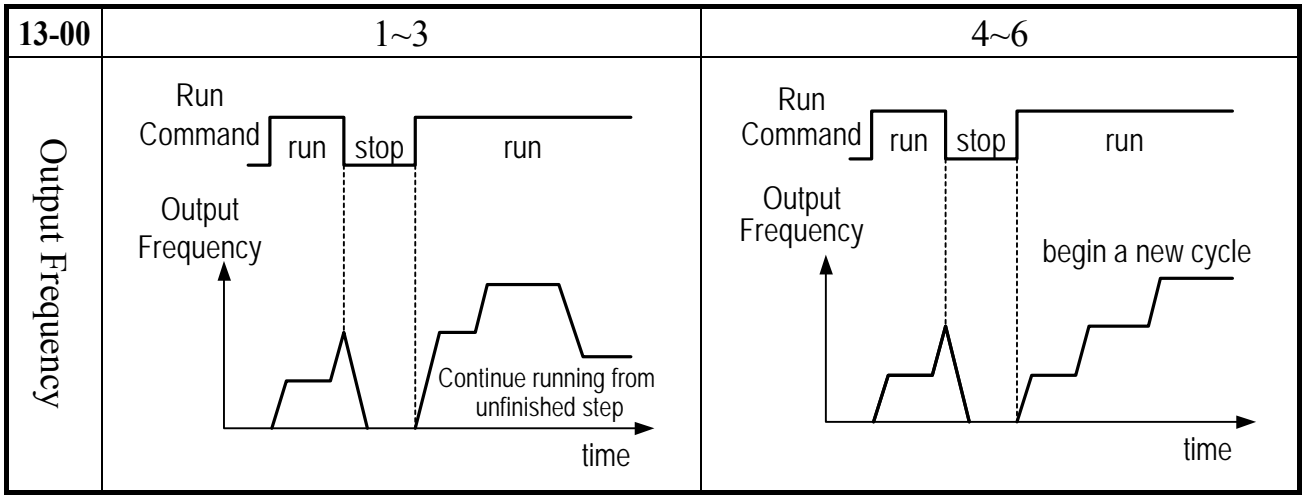 13-00
1~3
4~6
Output Frequency
Run
Command
run
stop
run
Output
Frequency
Continue running from
unfinished step
time
Run
Command
run
stop
run
Output
Frequency
begin a new cycle
time